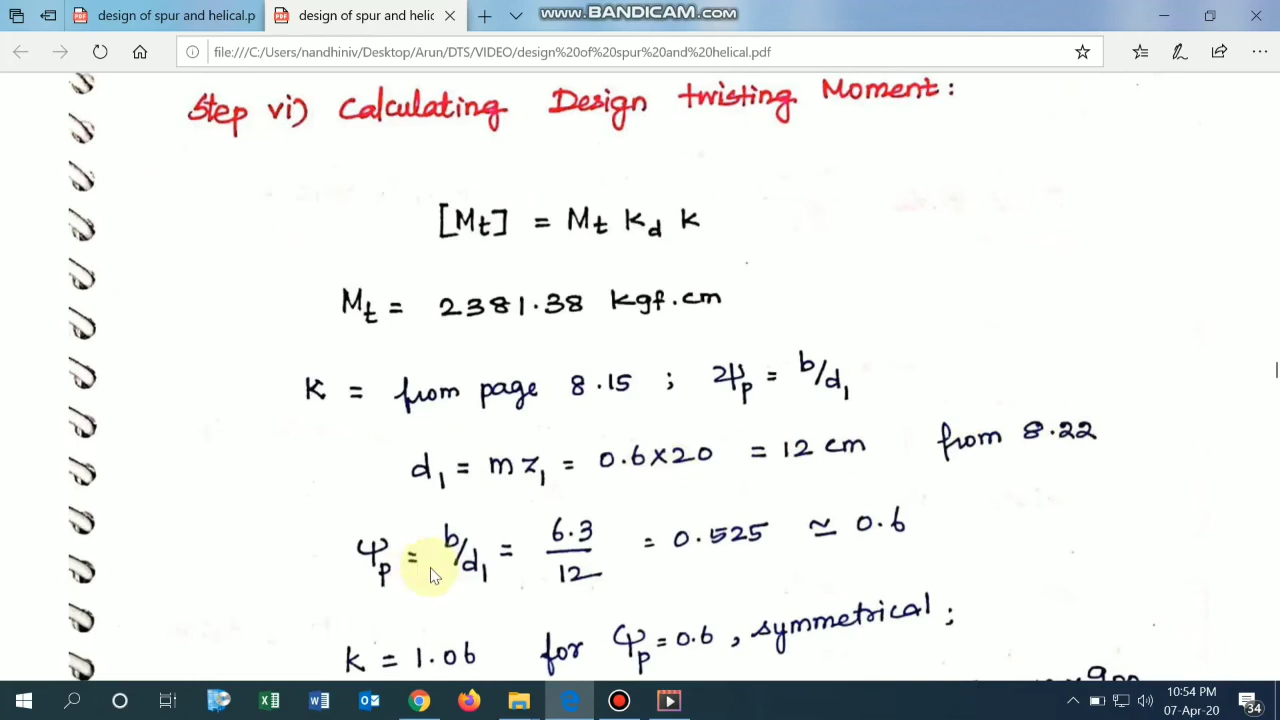 design of spur and helical.p
design of spur and helic
www.BANDICAM.com
file:///C:/Users/nandhiniv/Desktop/Arun/DTS/VIDEO/design%20of%20spur%20and%20helical.pdf
Step vi) Calculating Design twisting Moment:
[Mt] = Mt kd k
Mt = 2381.38 kgf.cm
K = from page 8.15 ; ψp = b/d1
d1 = m z1 = 0.6×20 = 12 cm from 8.22
ψp = b/d1 = 6.3/12 = 0.525 ≃ 0.6
k = 1.06 for ψp = 0.6, symmetrical;
10:54 PM
07-Apr-20
34